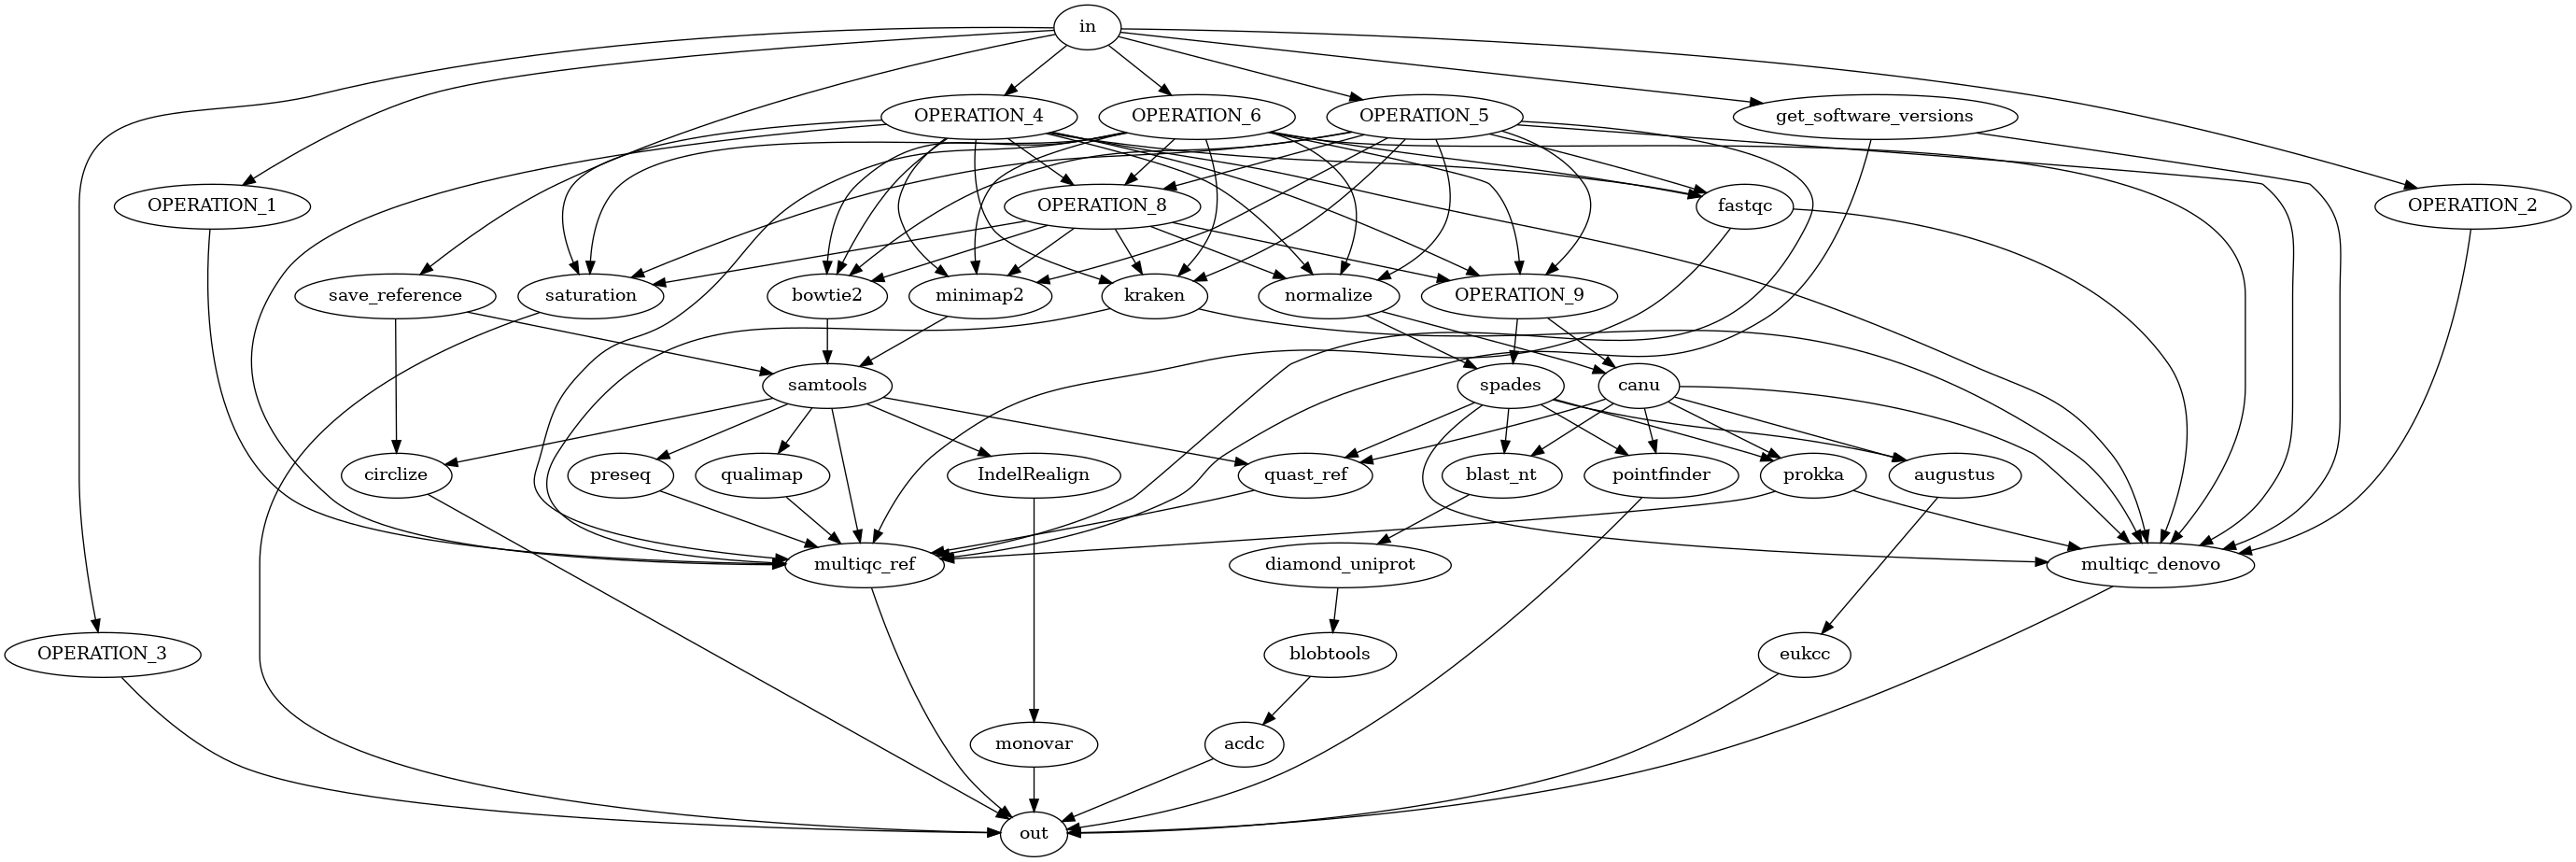 in
OPERATION_4
OPERATION_6
OPERATION_5
get_software_versions
OPERATION_1
OPERATION_8
fastqc
OPERATION_2
save_reference
saturation
bowtie2
minimap2
kraken
normalize
OPERATION_9
samtools
spades
canu
circlize
preseq
qualimap
IndelRealign
quast_ref
blast_nt
pointfinder
prokka
augustus
multiqc_ref
diamond_uniprot
multiqc_denovo
OPERATION_3
blobtools
eukcc
monovar
acdc
out